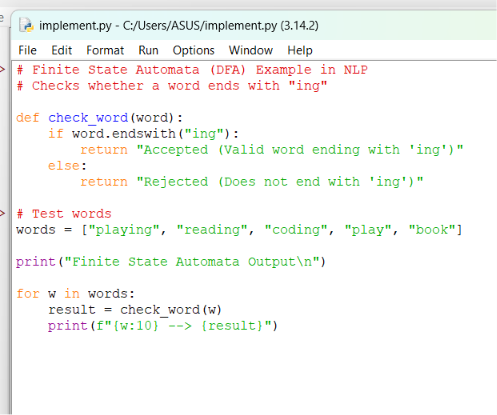 implement.py - C:/Users/ASUS/implement.py (3.14.2)
File Edit Format Run Options Window Help
# Finite State Automata (DFA) Example in NLP
# Checks whether a word ends with "ing"

def check_word(word):
    if word.endswith("ing"):
        return "Accepted (Valid word ending with 'ing')"
    else:
        return "Rejected (Does not end with 'ing')"

# Test words
words = ["playing", "reading", "coding", "play", "book"]

print("Finite State Automata Output\n")

for w in words:
    result = check_word(w)
    print(f"{w:10} --> {result}")